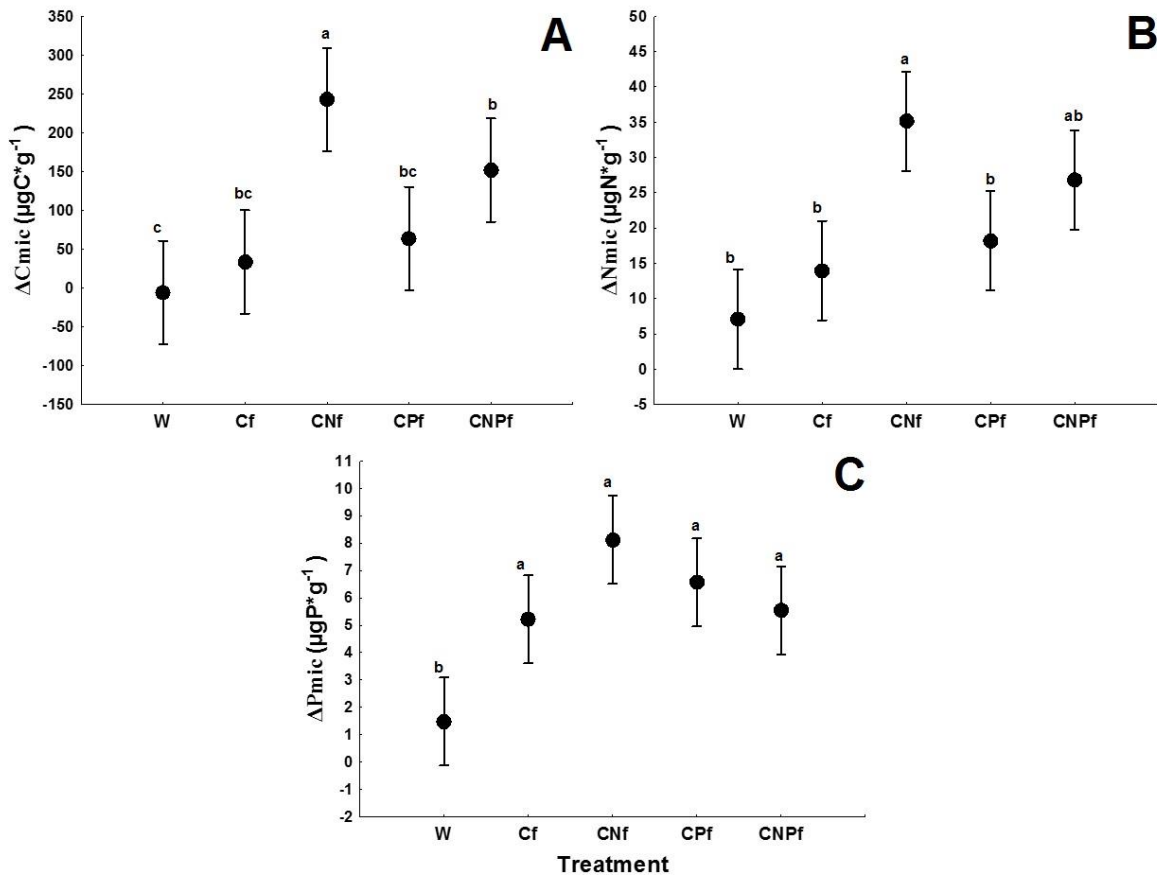 A
350
300
250
200
150
100
50
0
-50
-100
-150
ΔCmic (µgC*g-1)
c
bc
a
bc
b
W Cf CNf CPf CNPf
B
50
45
40
35
30
25
20
15
10
5
0
-5
ΔNmic (µgN*g-1)
b
b
a
b
ab
W Cf CNf CPf CNPf
C
11
10
9
8
7
6
5
4
3
2
1
0
-1
-2
ΔPmic (µgP*g-1)
b
a
a
a
a
W Cf CNf CPf CNPf
Treatment